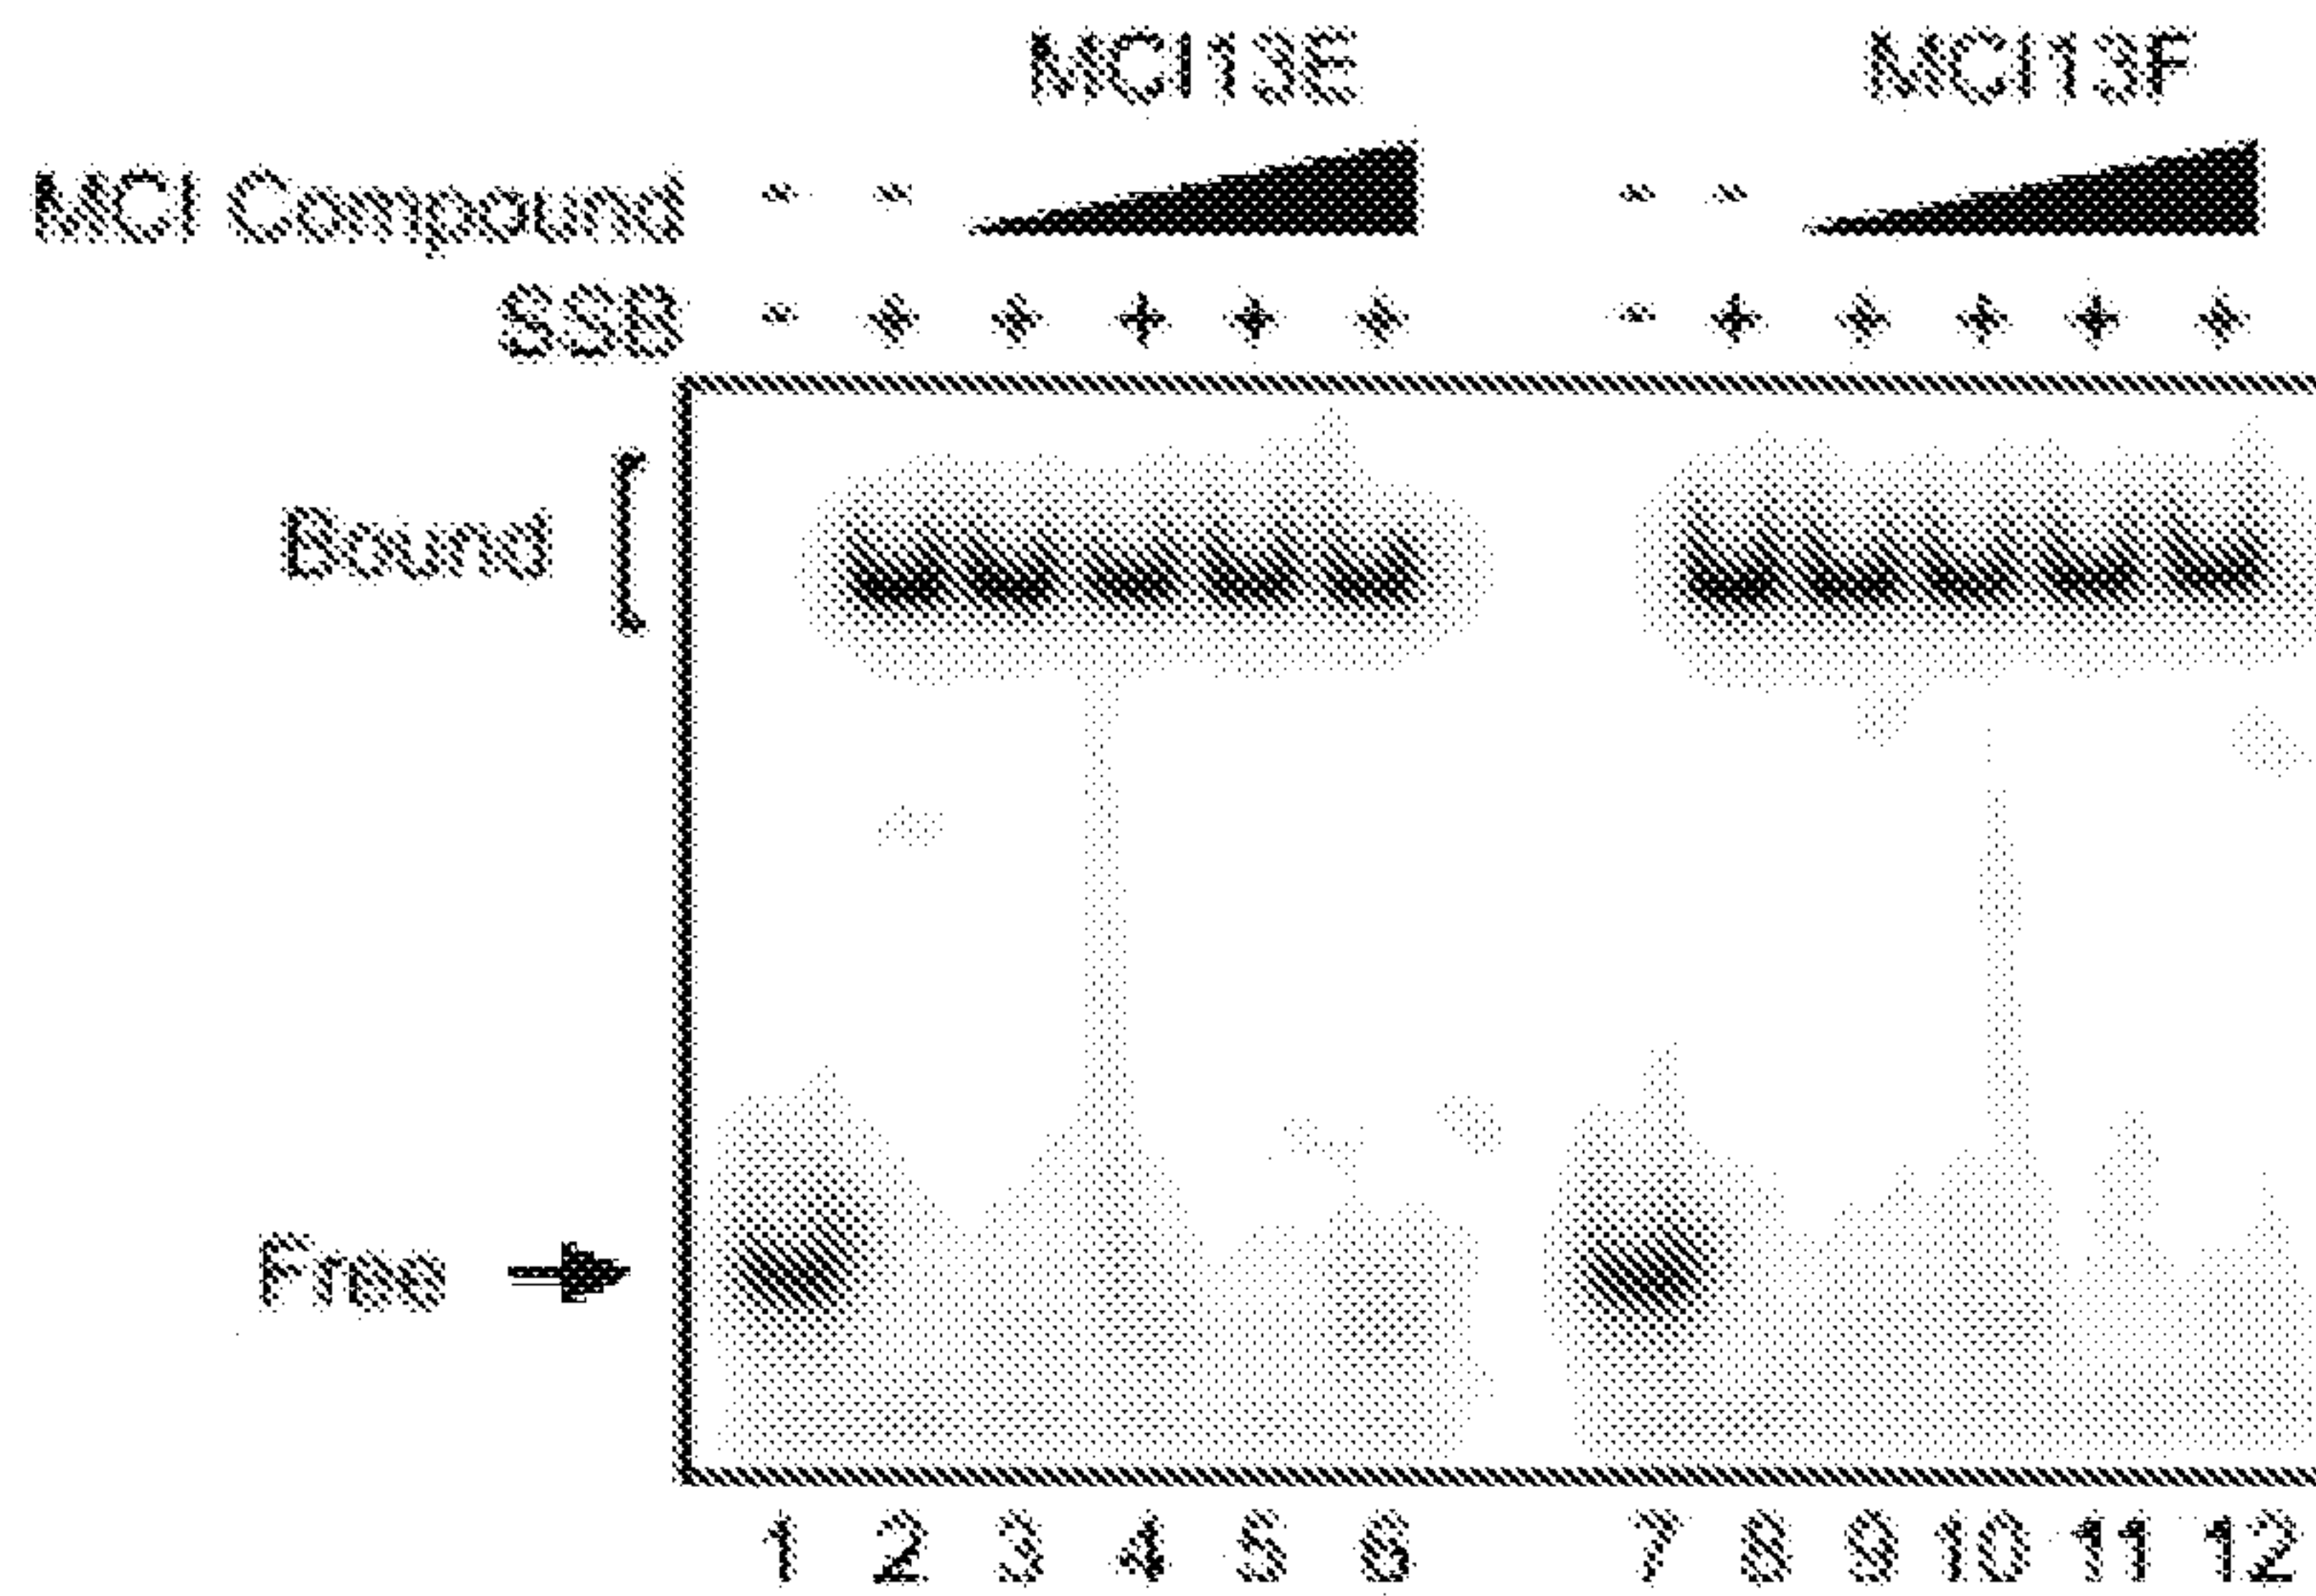 MCI13E MCI13F
MCI Compound - - - -
SSB - + + + + + - + + + + +
Bound
Free
1 2 3 4 5 6 7 8 9 10 11 12